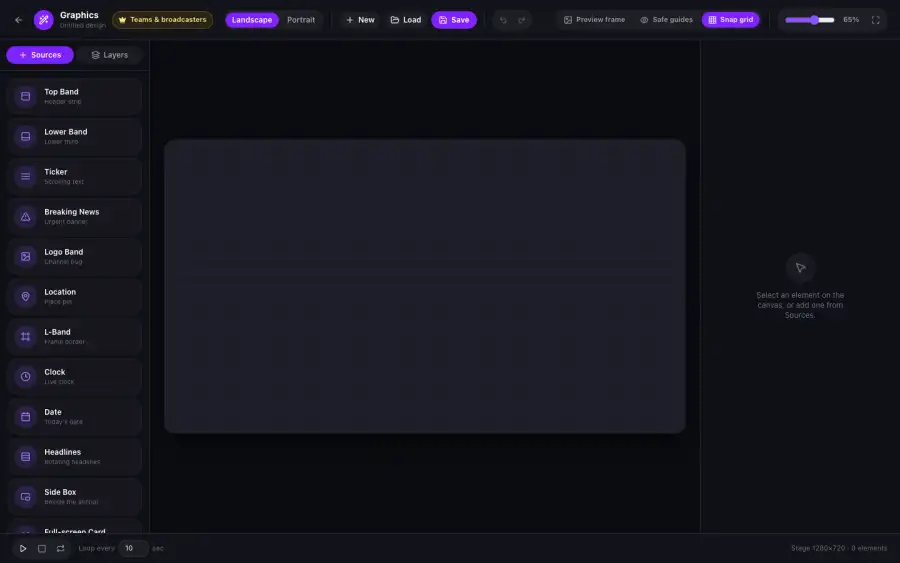 Graphics
Untitled design
Teams & broadcasters
Landscape
Portrait
New
Load
Save
Preview frame
Safe guides
Snap grid
65%
Sources
Layers
Top Band
Header strip
Lower Band
Lower third
Ticker
Scrolling text
Breaking News
Urgent banner
Logo Band
Channel bug
Location
Place pin
L-Band
Frame border
Clock
Live clock
Date
Today's date
Headlines
Rotating headlines
Side Box
Beside the anchor
Full-screen Card
Select an element on the
canvas, or add one from
Sources.
Loop every
10
sec
Stage 1280×720 · 0 elements